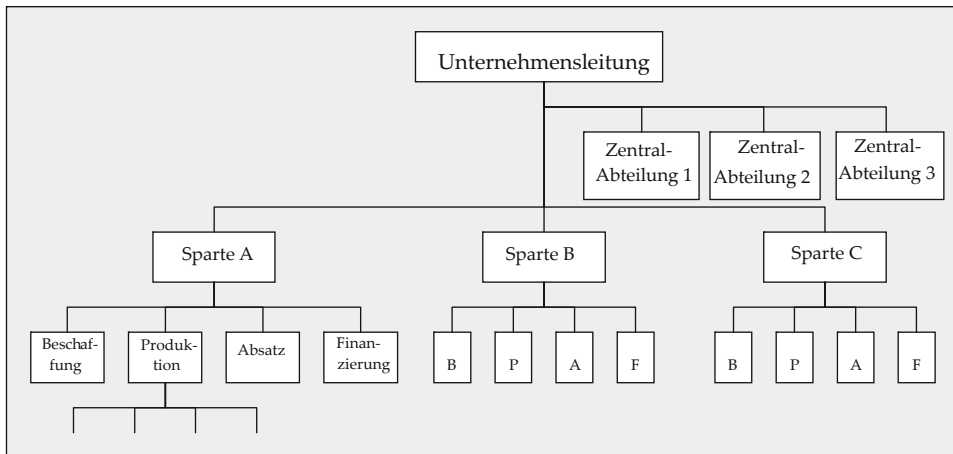 Unternehmensleitung
Zentral-
Abteilung 1
Zentral-
Abteilung 2
Zentral-
Abteilung 3
Sparte A
Sparte B
Sparte C
Beschaf-
fung
Produk-
tion
Absatz
Finan-
zierung
B
P
A
F
B
P
A
F